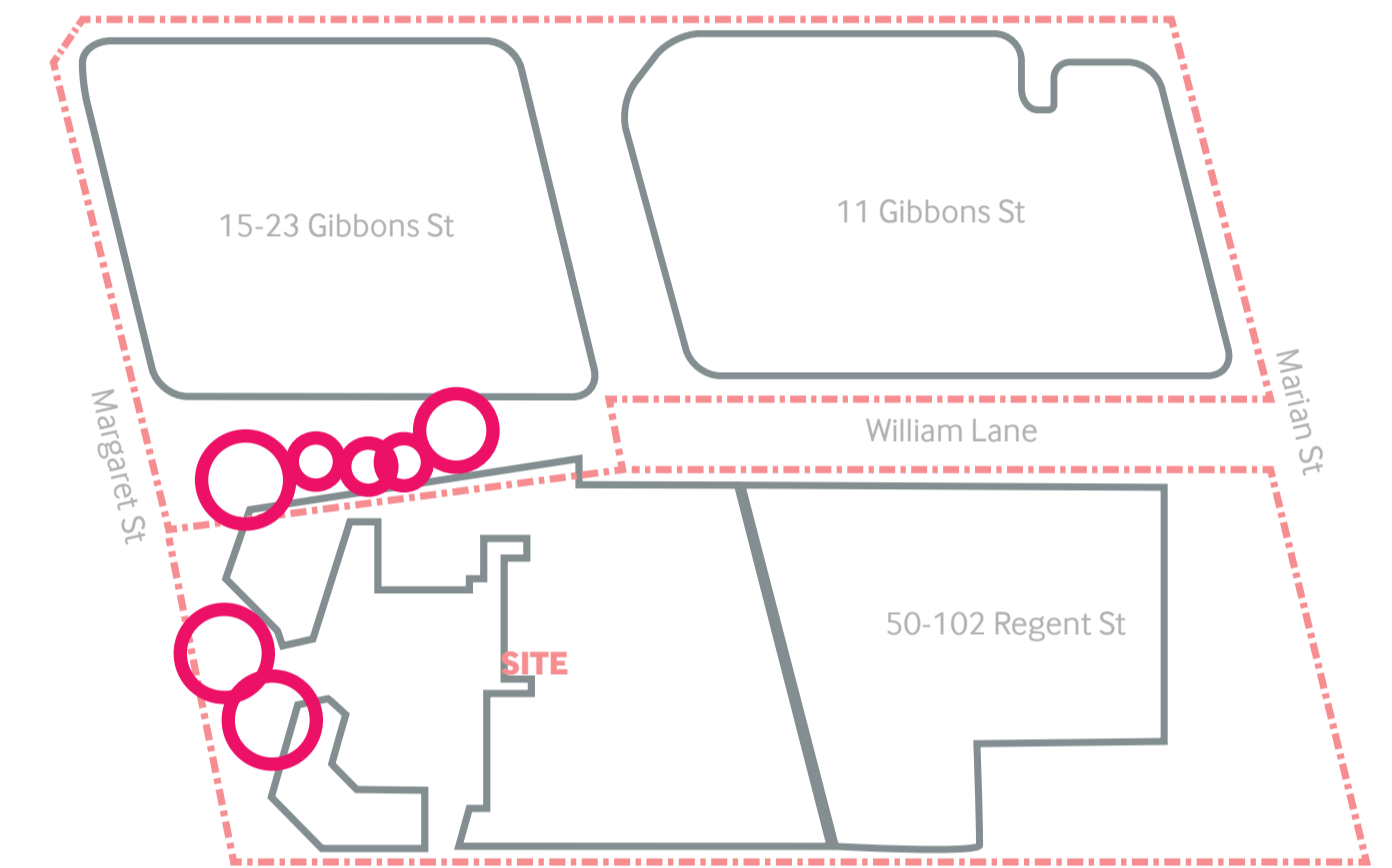 15-23 Gibbons St
11 Gibbons St
Margaret St
William Lane
Marian St
50-102 Regent St
SITE